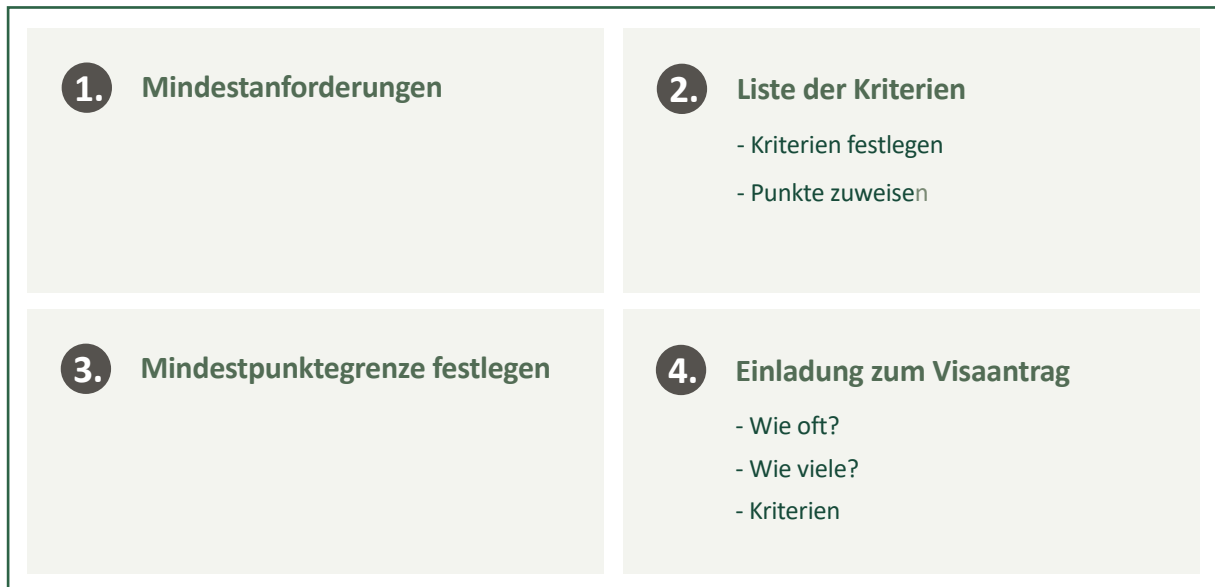 1. Mindestanforderungen
2. Liste der Kriterien
- Kriterien festlegen
- Punkte zuweisen
3. Mindestpunktegrenze festlegen
4. Einladung zum Visaantrag
- Wie oft?
- Wie viele?
- Kriterien